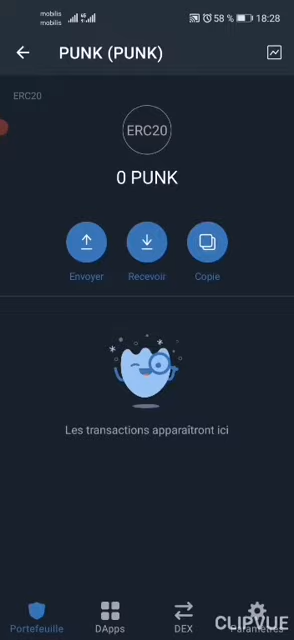 mobilis
mobilis
58 % 18:28
PUNK (PUNK)
ERC20
ERC20
0 PUNK
Envoyer Recevoir Copie
Les transactions apparaîtront ici
Portefeuille DApps DEX Paramètres
CLIPVUE